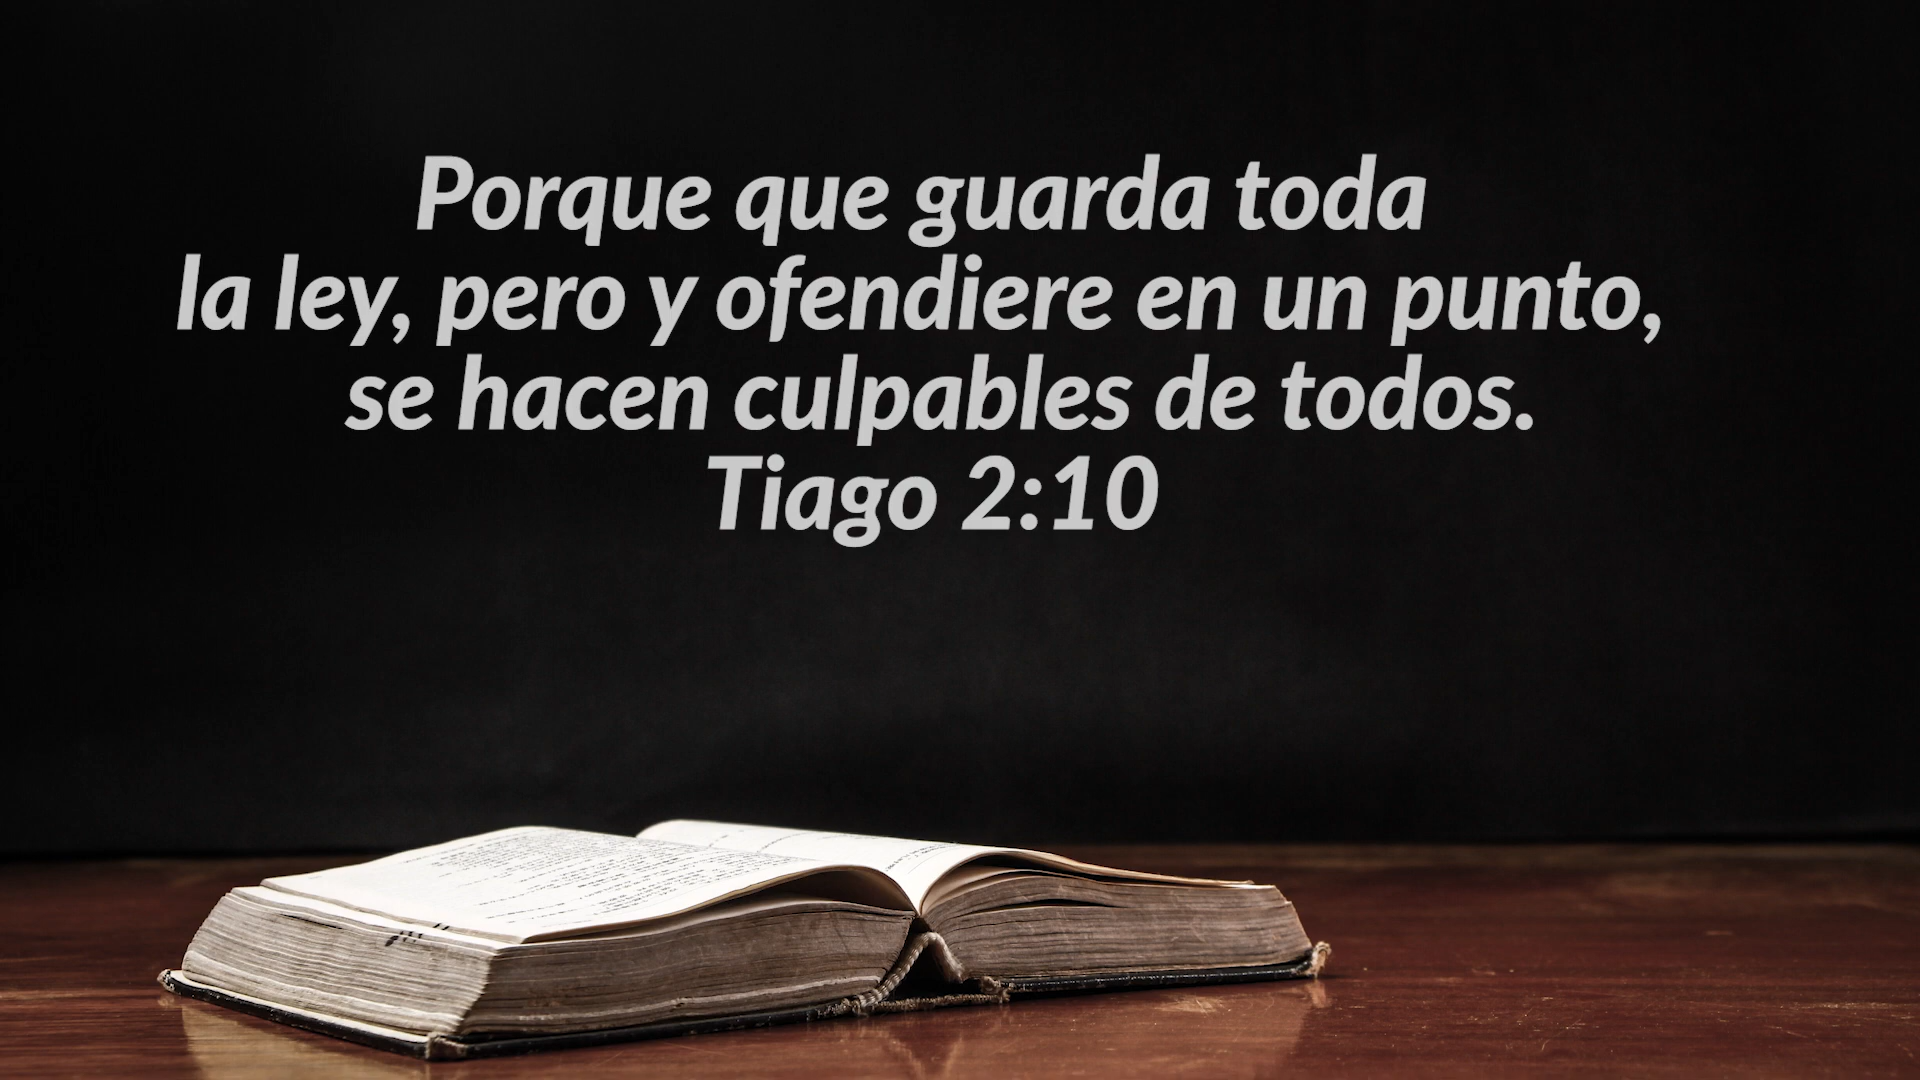 Porque que guarda toda
la ley, pero y ofendiere en un punto,
se hacen culpables de todos.
Tiago 2:10